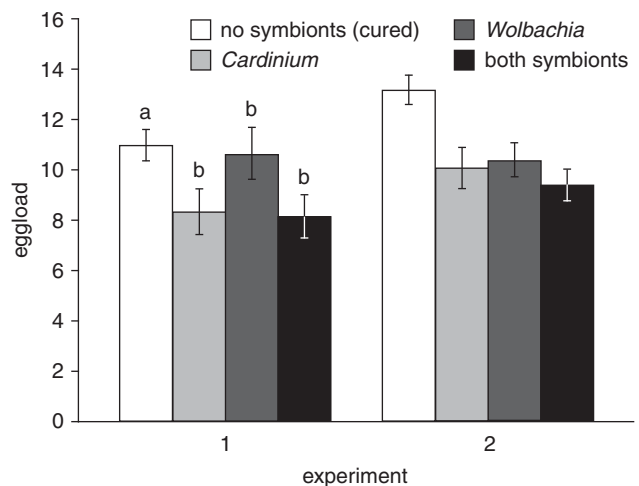 16
14
12
10
8
6
4
2
0
eggload
no symbionts (cured)
Wolbachia
Cardinium
both symbionts
a
b
b
b
1
2
experiment